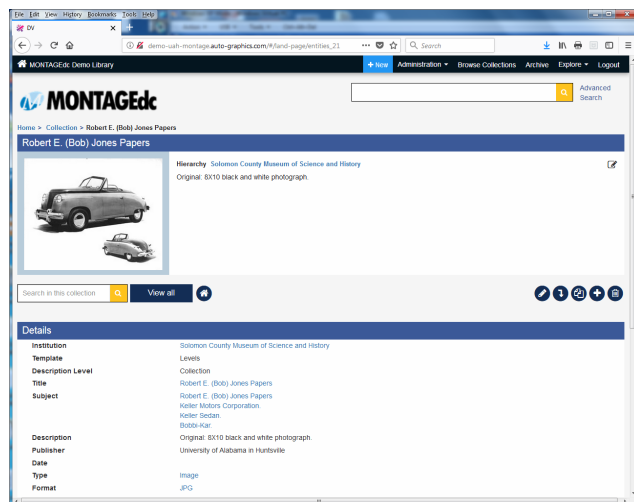 File Edit View History Bookmarks Tools Help
DV
demo-uah-montage.auto-graphics.com/#/land-page/entities_21
Search
MONTAGEdc Demo Library
+ New Administration Browse Collections Archive Explore Logout
MONTAGEdc
Advanced
Search
Home > Collection > Robert E. (Bob) Jones Papers
Robert E. (Bob) Jones Papers
Hierarchy Solomon County Museum of Science and History
Original: 8X10 black and white photograph.
Search in this collection View all
Details
Institution Solomon County Museum of Science and History
Template Levels
Description Level Collection
Title Robert E. (Bob) Jones Papers
Subject Robert E. (Bob) Jones Papers
Keller Motors Corporation.
Keller Sedan.
Bobbi-Kar.
Description Original: 8X10 black and white photograph.
Publisher University of Alabama in Huntsville
Date
Type Image
Format JPG